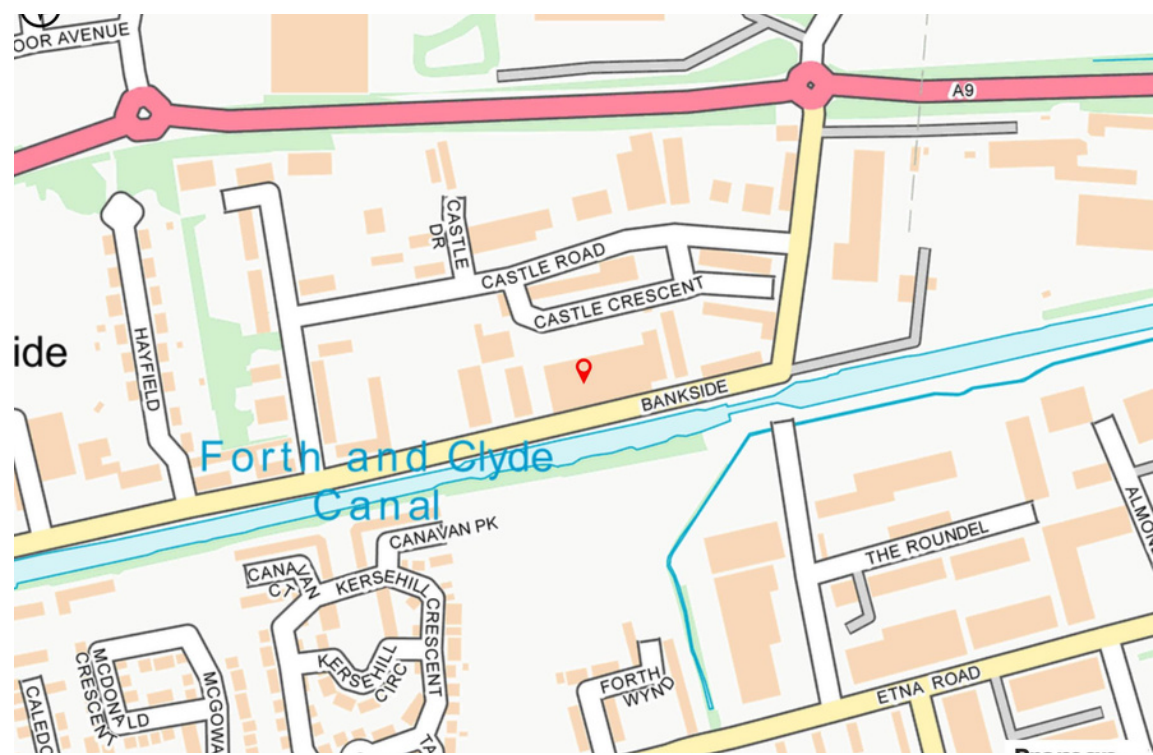 OOR AVENUE
A9
CASTLE
DR
CASTLE ROAD
CASTLE CRESCENT
HAYFIELD
ide
BANKSIDE
Forth and Clyde
Canal
CANAVAN PK
CANAVAN
CT
KERSEHILL
CRESCENT
THE ROUNDEL
ALMON
KERSEHILL
CIRC
MCDONALD
CRESCENT
MCGOWA
CALEDO
FORTH
WYND
ETNA ROAD
TA